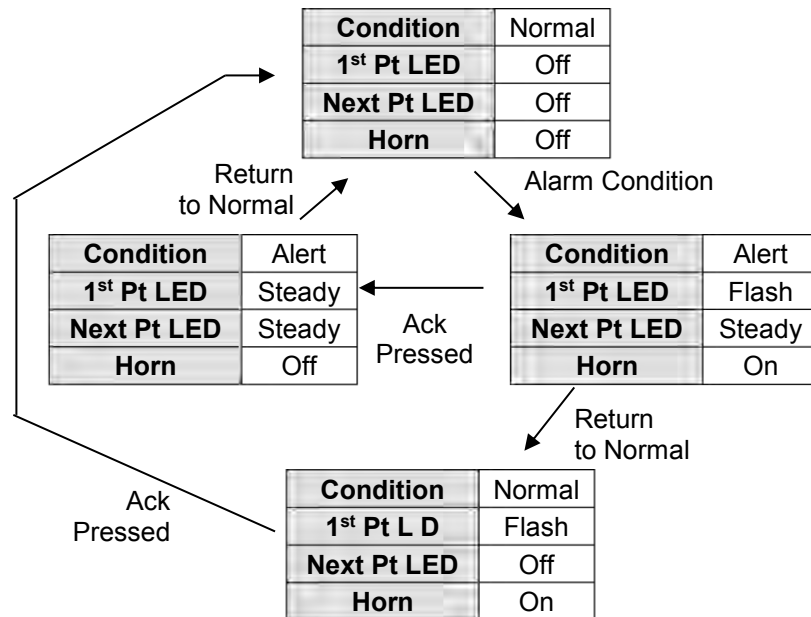 Condition Normal
1st Pt LED Off
Next Pt LED Off
Horn Off
Return
to Normal
Alarm Condition
Condition Alert
1st Pt LED Steady
Next Pt LED Steady
Horn Off
Ack
Pressed
Condition Alert
1st Pt LED Flash
Next Pt LED Steady
Horn On
Return
to Normal
Ack
Pressed
Condition Normal
1st Pt L D Flash
Next Pt LED Off
Horn On